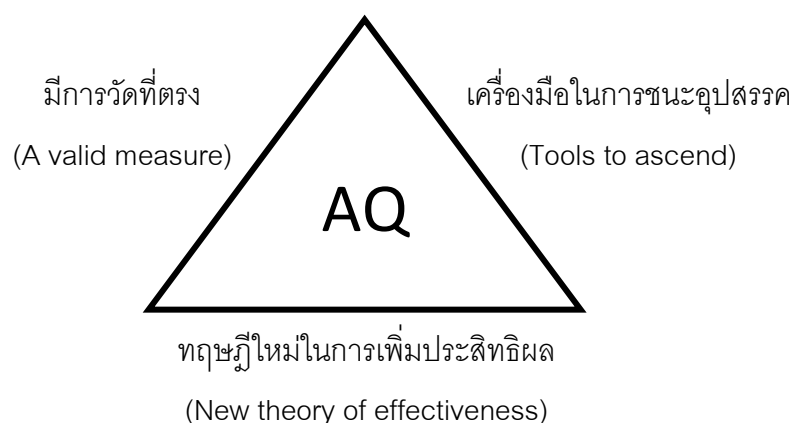 มีการวัดที่ตรง
(A valid measure)
เครื่องมือในการชนะอุปสรรค
(Tools to ascend)
AQ
ทฤษฎีใหม่ในการเพิ่มประสิทธิผล
(New theory of effectiveness)